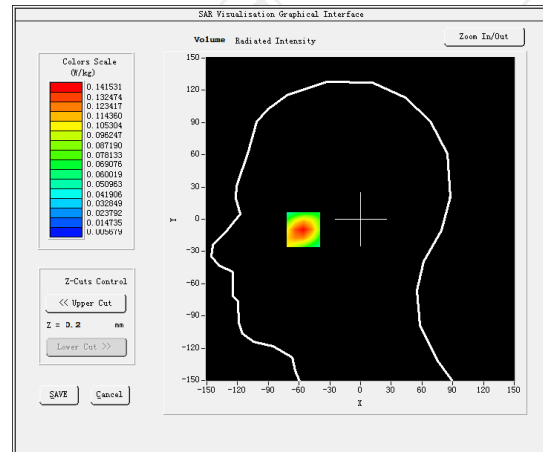 SAR Visualisation Graphical Interface
Volume Radiated Intensity
Zoom In/Out
Colors Scale
(W/kg)
0.141531
0.132474
0.123417
0.114360
0.105304
0.096247
0.087190
0.078133
0.069076
0.060019
0.050963
0.041906
0.032849
0.023792
0.014735
0.005679
Z-Cuts Control
<< Upper Cut
Z = 0.2 mm
Lower Cut >>
SAVE Cancel
150
120
90
60
30
0
-30
-60
-90
-120
-150
Y
-150 -120 -90 -60 -30 0 30 60 90 120 150
X